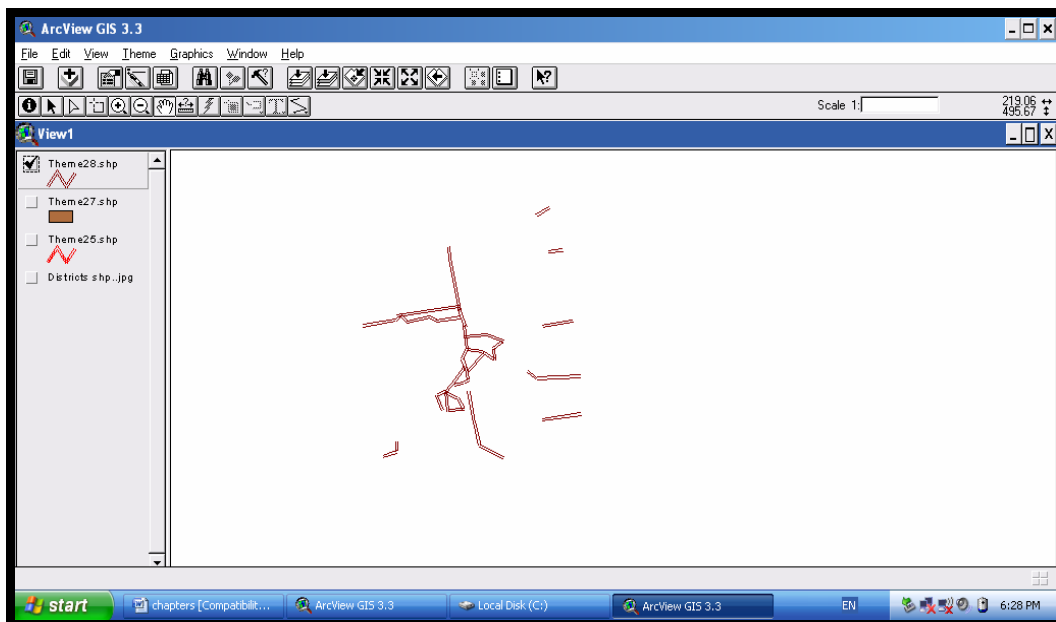 ArcView GIS 3.3
File Edit View Theme Graphics Window Help
Scale 1: 219.06
495.67
View1
Theme28.shp
Theme27.shp
Theme25.shp
Districts shp..jpg
start chapters [Compatibilit... ArcView GIS 3.3 Local Disk (C:) ArcView GIS 3.3 EN 6:28 PM